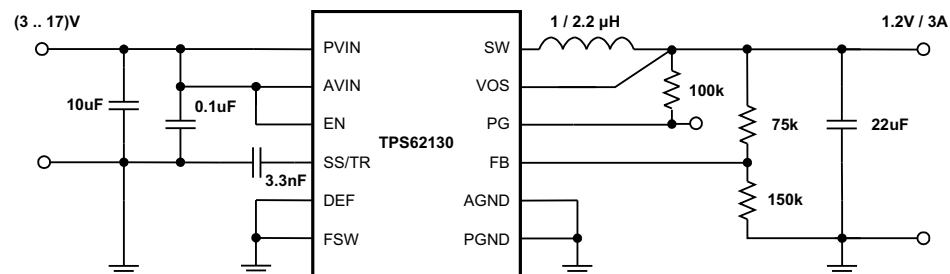 (3 .. 17)V
1 / 2.2 µH
1.2V / 3A
PVIN
SW
AVIN
VOS
10uF
0.1uF
100k
EN
PG
TPS62130
75k
22uF
SS/TR
FB
3.3nF
DEF
AGND
150k
FSW
PGND